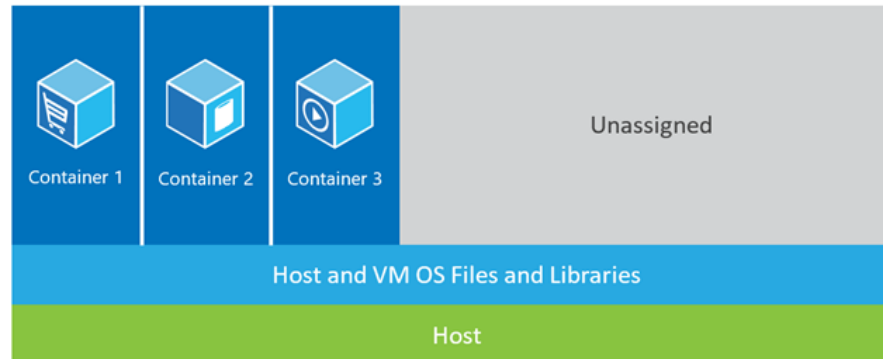 Container 1
Container 2
Container 3
Unassigned
Host and VM OS Files and Libraries
Host